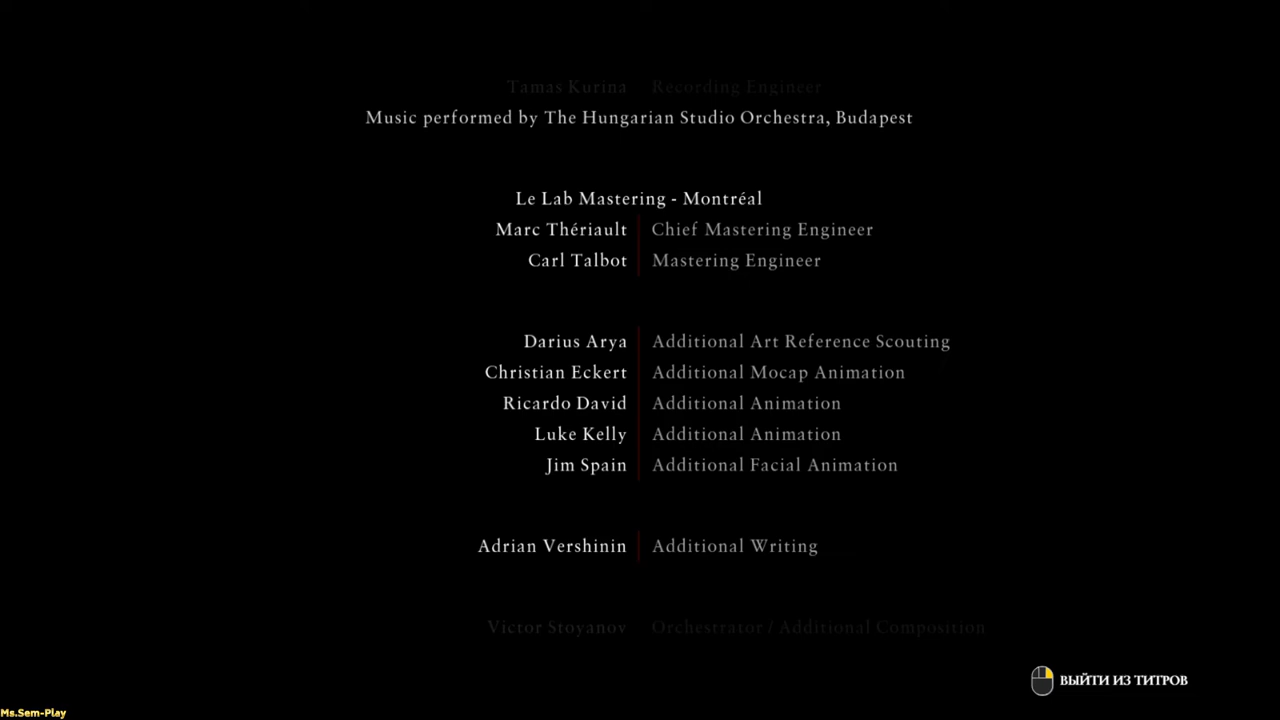 Tamas Kurina Recording Engineer
Music performed by The Hungarian Studio Orchestra, Budapest
Le Lab Mastering - Montréal
Marc Thériault Chief Mastering Engineer
Carl Talbot Mastering Engineer
Darius Arya Additional Art Reference Scouting
Christian Eckert Additional Mocap Animation
Ricardo David Additional Animation
Luke Kelly Additional Animation
Jim Spain Additional Facial Animation
Adrian Vershinin Additional Writing
Victor Stoyanov Orchestrator / Additional Composition
ВЫЙТИ ИЗ ТИТРОВ
Ms.Sem-Play